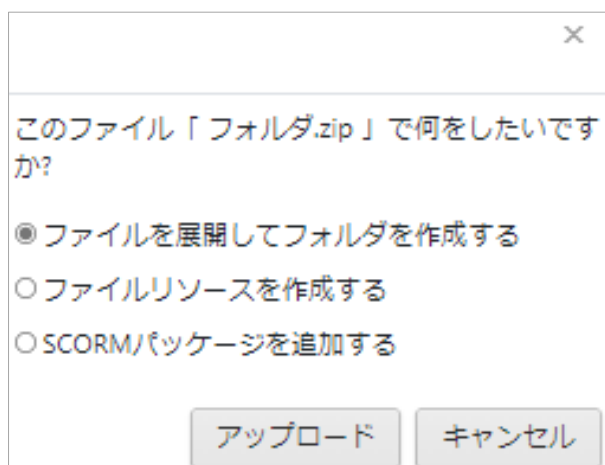 ×
このファイル「 フォルダ.zip 」で何をしたいです
か?
ファイルを展開してフォルダを作成する
ファイルリソースを作成する
SCORMパッケージを追加する
アップロード キャンセル